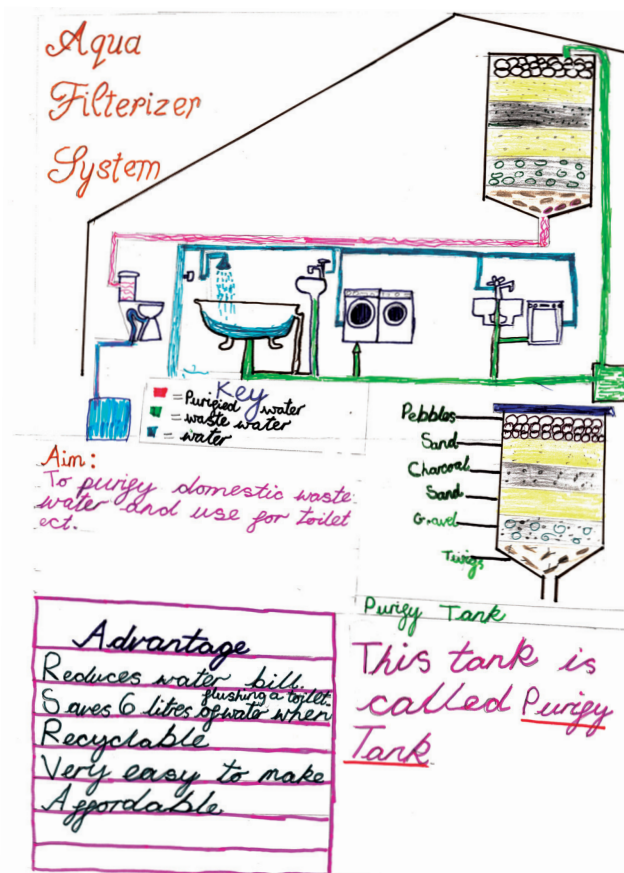 Aqua
Filterizer
System
Key
= Purified water
= waste water
= water
Aim:
To purify domestic waste
water and use for toilet
ect.
Pebbles
Sand
Charcoal
Sand
Gravel
Twigs
Purify Tank
Advantage
Reduces water bill.
Saves 6 litres of water when flushing a toilet.
Recyclable
Very easy to make
Affordable
This tank is
called Purify
Tank